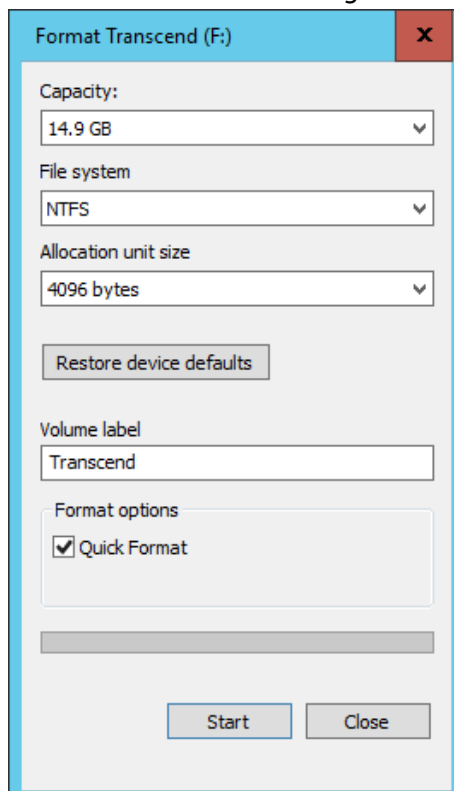 Format Transcend (F:)
x
Capacity:
14.9 GB
File system
NTFS
Allocation unit size
4096 bytes
Restore device defaults
Volume label
Transcend
Format options
Quick Format
Start Close